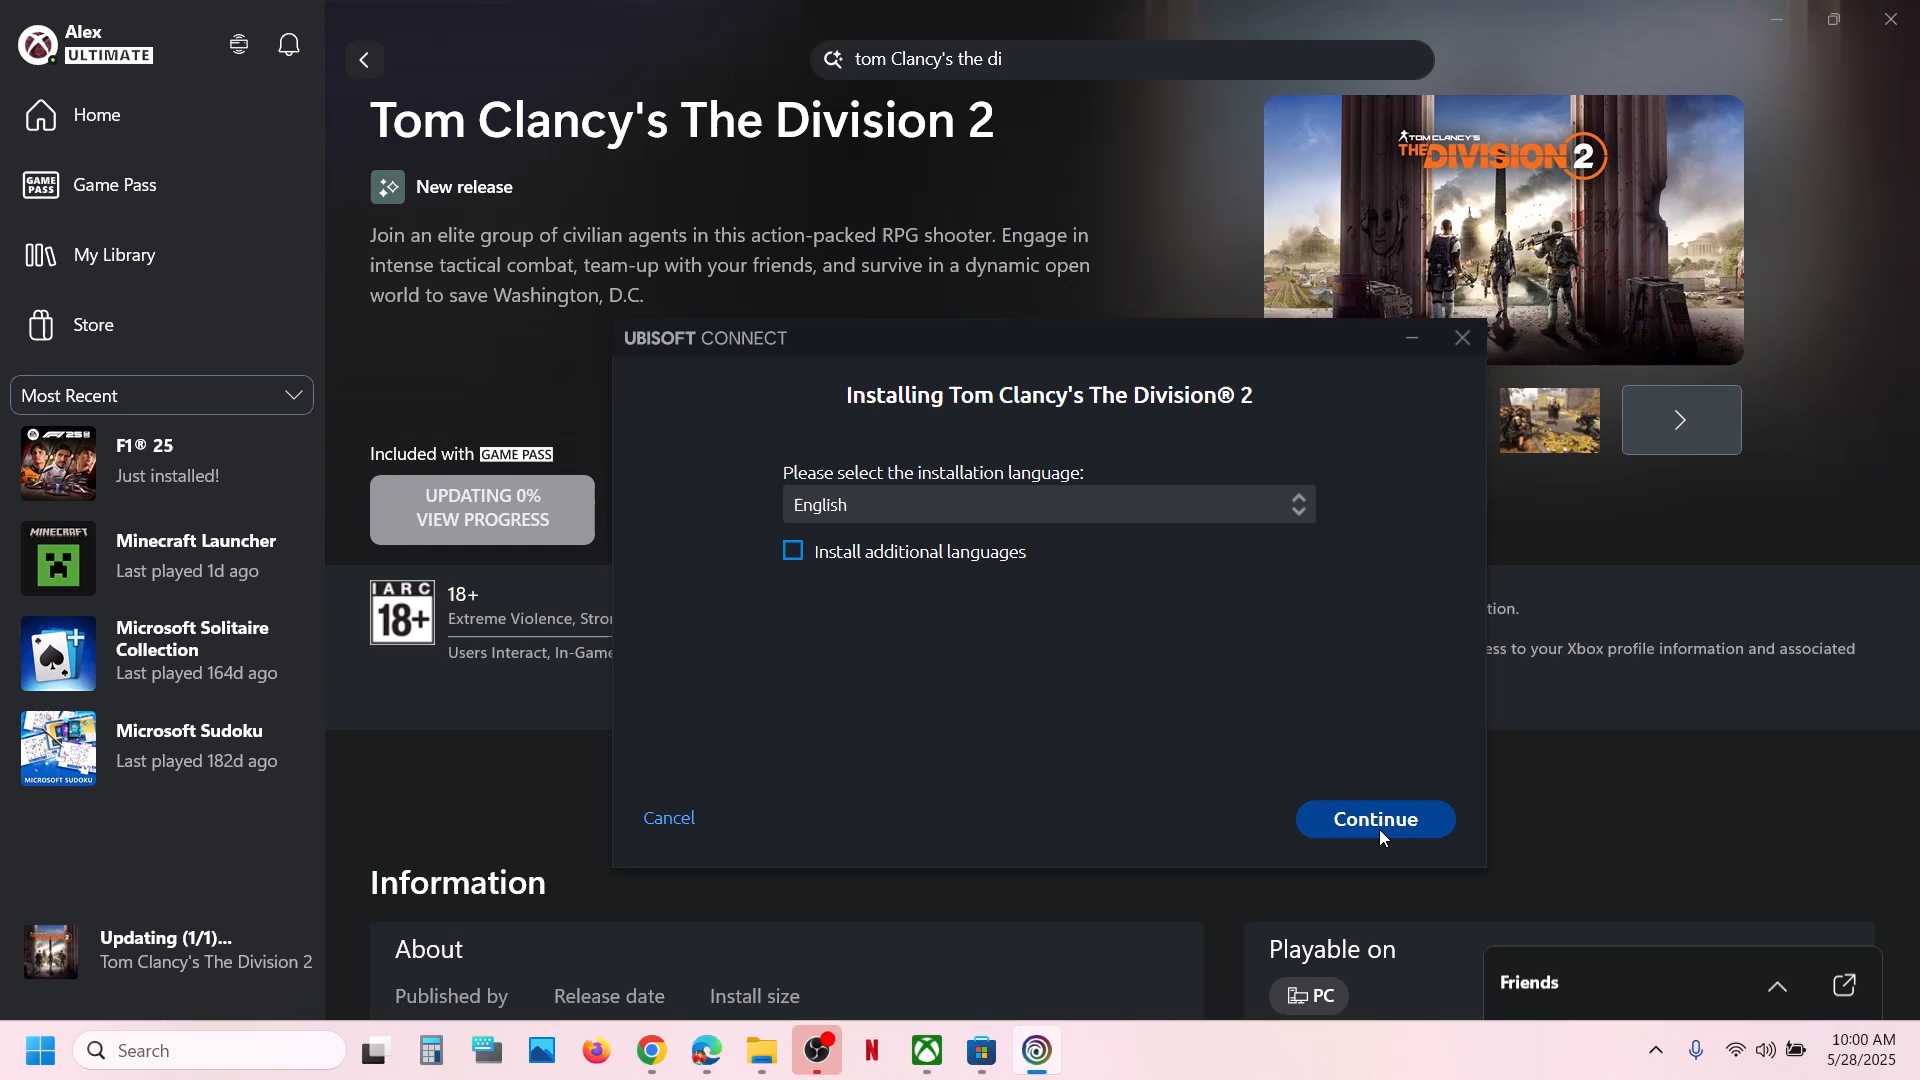 Alex
ULTIMATE
tom Clancy's the di
Home
GAME PASS
Game Pass
My Library
Store
Most Recent
F1® 25
Just installed!
MINECRAFT
Minecraft Launcher
Last played 1d ago
Microsoft Solitaire
Collection
Last played 164d ago
MICROSOFT SUDOKU
Microsoft Sudoku
Last played 182d ago
Updating (1/1)...
Tom Clancy's The Division 2
Tom Clancy's The Division 2
New release
Join an elite group of civilian agents in this action-packed RPG shooter. Engage in
intense tactical combat, team-up with your friends, and survive in a dynamic open
world to save Washington, D.C.
TOM CLANCY'S
THE DIVISION 2
Included with GAME PASS
UPDATING 0%
VIEW PROGRESS
IARC
18+
18+
Extreme Violence, Stro
Users Interact, In-Game
tion.
ess to your Xbox profile information and associated
UBISOFT CONNECT
Installing Tom Clancy's The Division® 2
Please select the installation language:
English
Install additional languages
Cancel
Continue
Information
About
Published by
Release date
Install size
Playable on
PC
Friends
Search
10:00 AM
5/28/2025